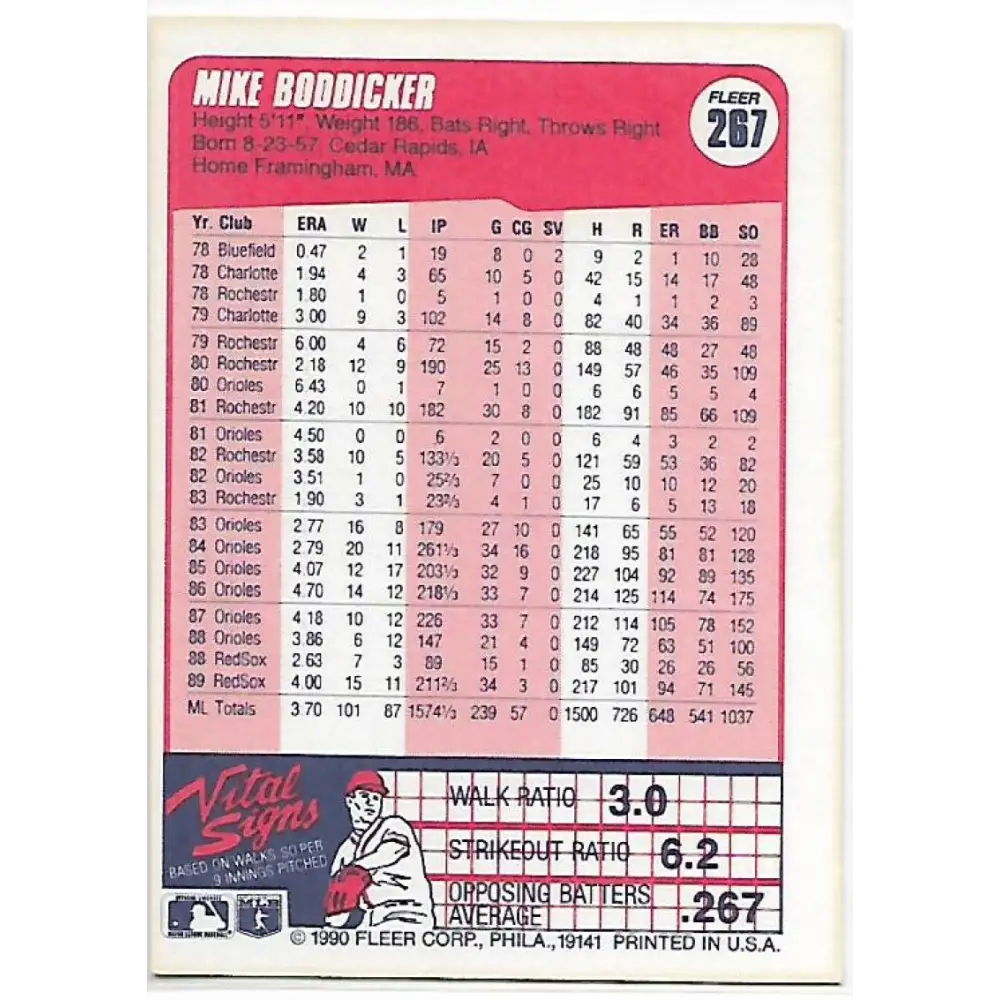 MIKE BODDICKER
FLEER
267
Height 5'11", Weight 186, Bats Right, Throws Right
Born 8-23-57, Cedar Rapids, IA
Home Framingham, MA
Yr. Club ERA W L IP G CG SV H R ER BB SO
78 Bluefield 0.47 2 1 19 8 0 2 9 2 1 10 28
78 Charlotte 1.94 4 3 65 10 5 0 42 15 14 17 48
78 Rochestr 1.80 1 0 5 1 0 0 4 1 1 2 3
79 Charlotte 3.00 9 3 102 14 8 0 82 40 34 36 89
79 Rochestr 6.00 4 6 72 15 2 0 88 48 48 27 48
80 Rochestr 2.18 12 9 190 25 13 0 149 57 46 35 109
80 Orioles 6.43 0 1 7 1 0 0 6 6 5 5 4
81 Rochestr 4.20 10 10 182 30 8 0 182 91 85 66 109
81 Orioles 4.50 0 0 6 2 0 0 6 4 3 2 2
82 Rochestr 3.58 10 5 133⅓ 20 5 0 121 59 53 36 82
82 Orioles 3.51 1 0 25⅔ 7 0 0 25 10 10 12 20
83 Rochestr 1.90 3 1 23⅔ 4 1 0 17 6 5 13 18
83 Orioles 2.77 16 8 179 27 10 0 141 65 55 52 120
84 Orioles 2.79 20 11 261⅓ 34 16 0 218 95 81 81 128
85 Orioles 4.07 12 17 203⅓ 32 9 0 227 104 92 89 135
86 Orioles 4.70 14 12 218⅓ 33 7 0 214 125 114 74 175
87 Orioles 4.18 10 12 226 33 7 0 212 114 105 78 152
88 Orioles 3.86 6 12 147 21 4 0 149 72 63 51 100
88 RedSox 2.63 7 3 89 15 1 0 85 30 26 26 56
89 RedSox 4.00 15 11 211⅔ 34 3 0 217 101 94 71 145
ML Totals 3.70 101 87 1574⅓ 239 57 0 1500 726 648 541 1037
Vital
Signs
BASED ON WALKS, SO PER
9 INNINGS PITCHED
WALK RATIO 3.0
STRIKEOUT RATIO 6.2
OPPOSING BATTERS
AVERAGE .267
MLB
© 1990 FLEER CORP., PHILA.,19141 PRINTED IN U.S.A.